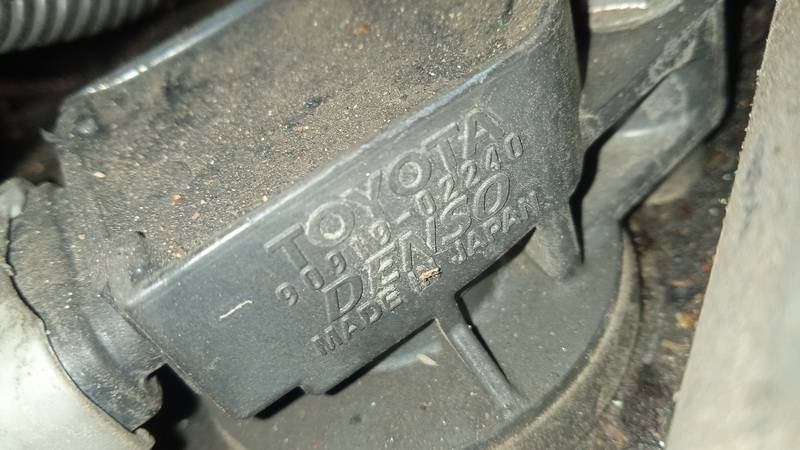 TOYOTA
90919-02240
DENSO
MADE IN JAPAN